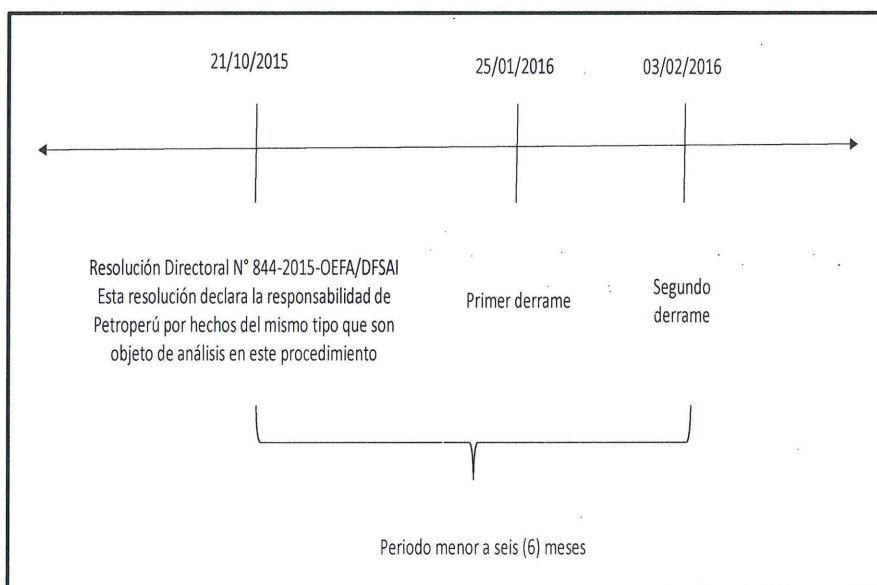 21/10/2015
25/01/2016
03/02/2016
Resolución Directoral N° 844-2015-OEFA/DFSAI
Esta resolución declara la responsabilidad de
Petroperú por hechos del mismo tipo que son
objeto de análisis en este procedimiento
Primer derrame
Segundo
derrame
Periodo menor a seis (6) meses